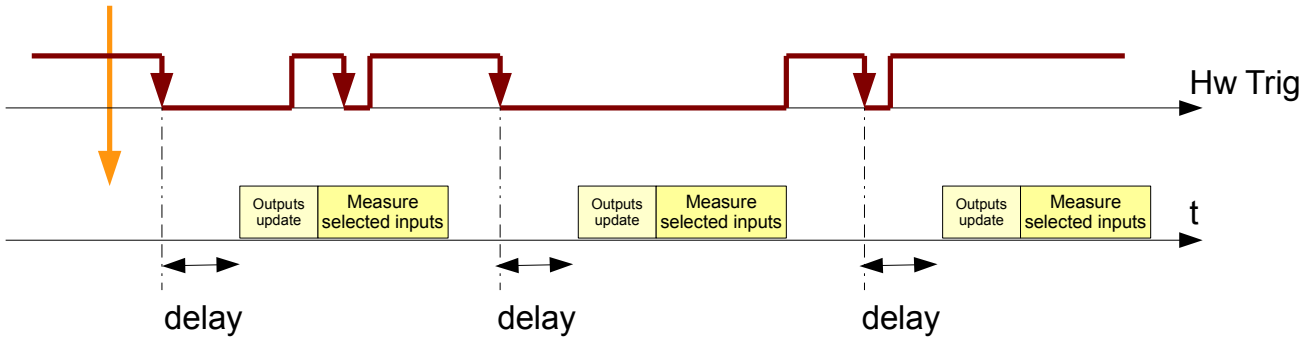 Hw Trig
Outputs
update
Measure
selected inputs
Outputs
update
Measure
selected inputs
Outputs
update
Measure
selected inputs
t
delay
delay
delay